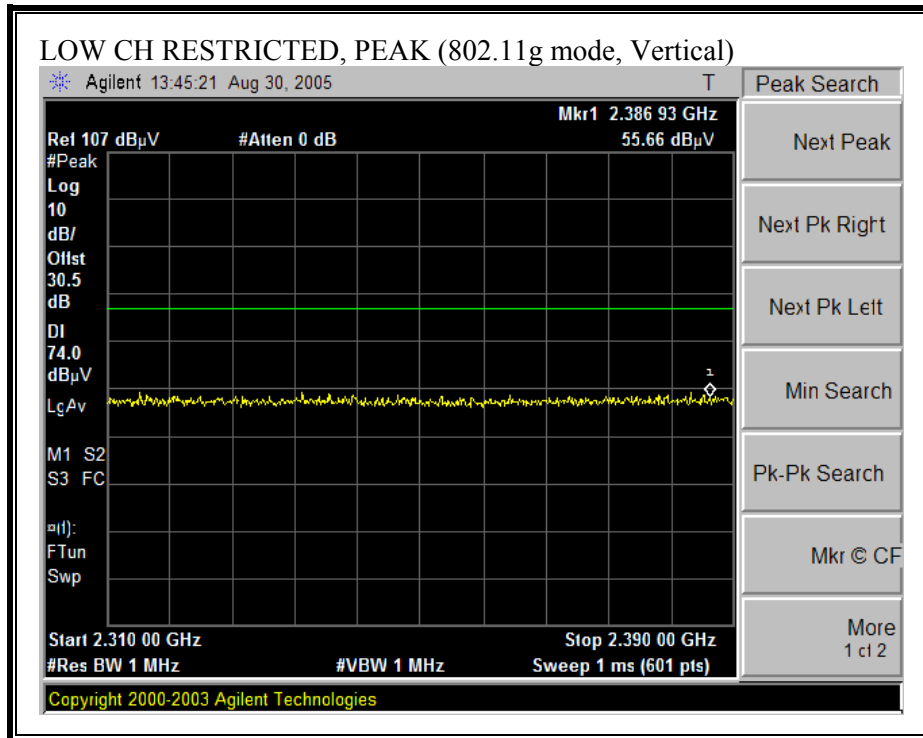 LOW CH RESTRICTED, PEAK (802.11g mode, Vertical)
Agilent 13:45:21 Aug 30, 2005 T
Peak Search
Mkr1 2.386 93 GHz
Ref 107 dBµV #Atten 0 dB 55.66 dBµV
#Peak
Log
10
dB/
Offst
30.5
dB
DI
74.0
dBµV
LgAv
M1 S2
S3 FC
¤(f):
FTun
Swp
1
Start 2.310 00 GHz Stop 2.390 00 GHz
#Res BW 1 MHz #VBW 1 MHz Sweep 1 ms (601 pts)
Copyright 2000-2003 Agilent Technologies
Next Peak
Next Pk Right
Next Pk Left
Min Search
Pk-Pk Search
Mkr © CF
More
1 of 2